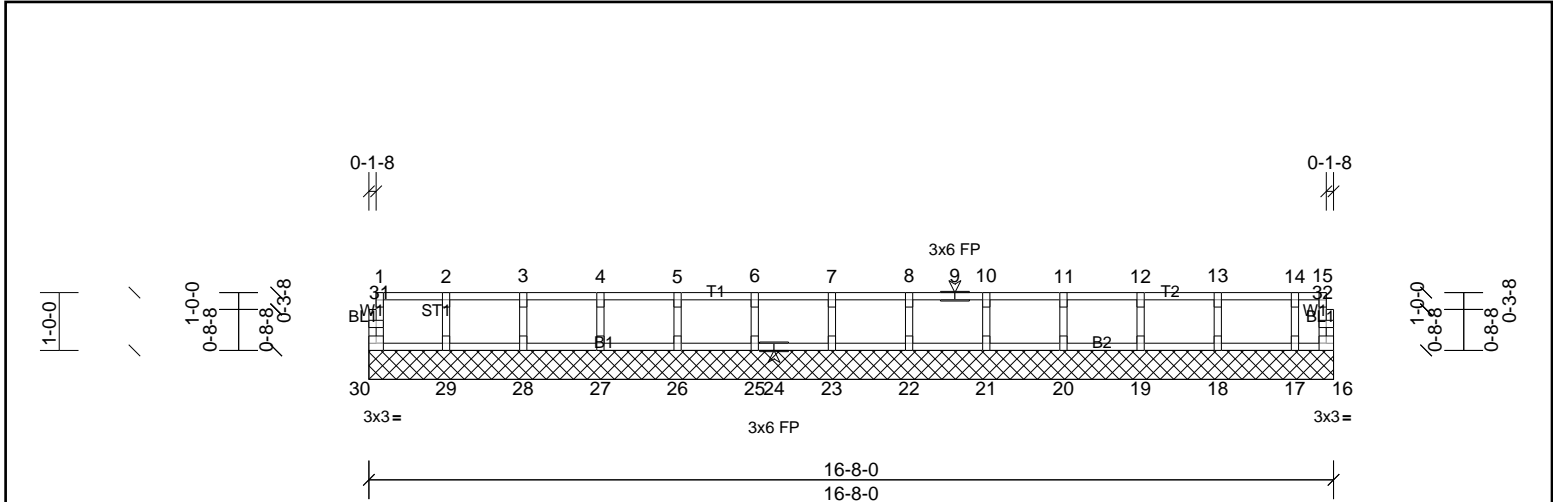 0-1-8 0-1-8
3x6 FP
1 2 3 4 5 6 7 8 9 10 11 12 13 14 15
31 T1 T2 32
W1 ST1 W1
BL1 BL1
B1 B2
1-0-0
1-0-0
0-8-8
0-8-8
0-3-8
1-0-0
0-8-8
0-8-8
0-3-8
30 29 28 27 26 25 24 23 22 21 20 19 18 17 16
3x3 = 3x3 =
3x6 FP
16-8-0
16-8-0